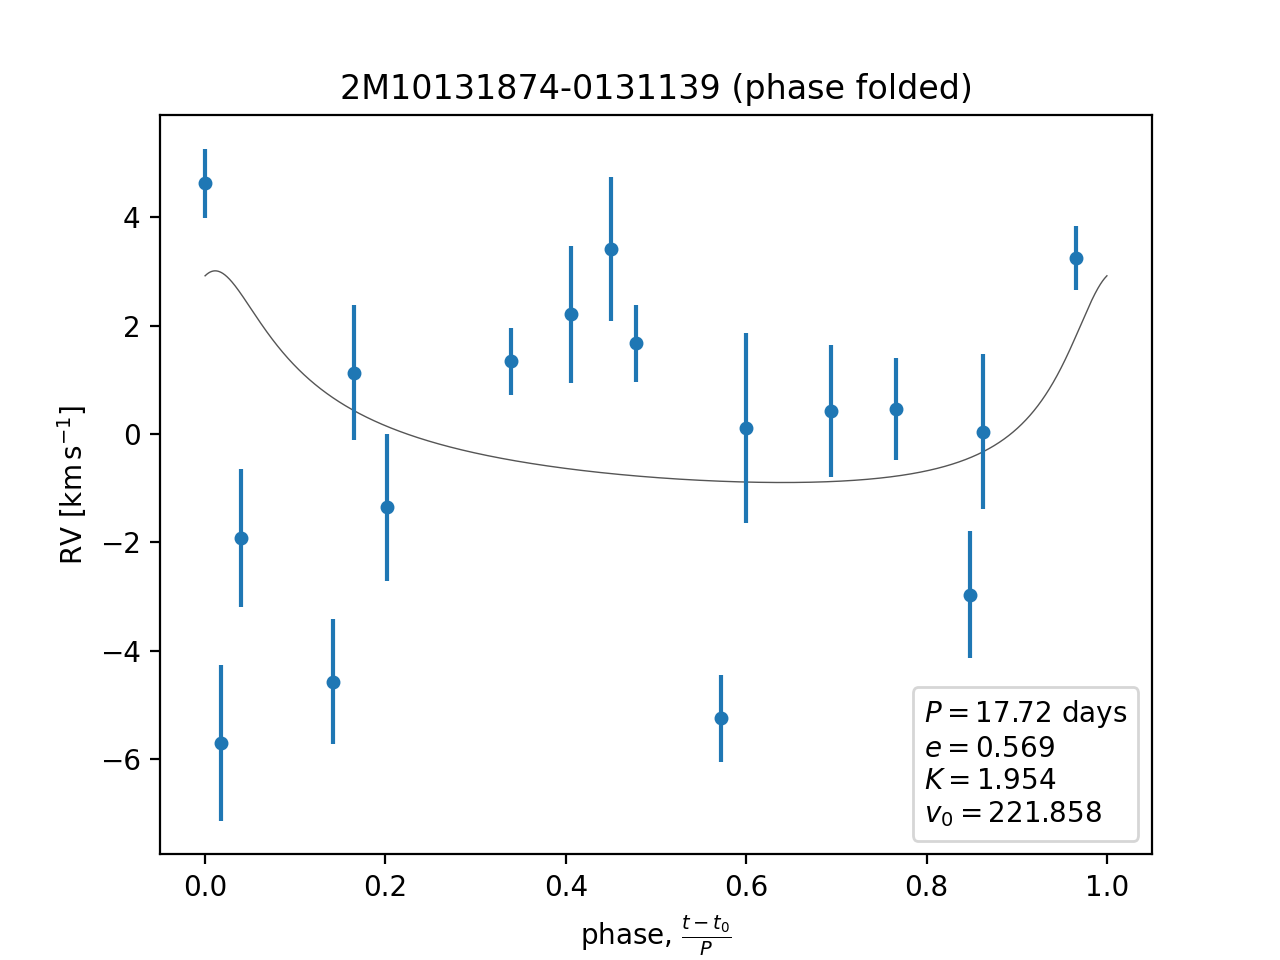 2M10131874-0131139 (phase folded)
RV [km s⁻¹]
4
2
0
−2
−4
−6
P = 17.72 days
e = 0.569
K = 1.954
v₀ = 221.858
0.0 0.2 0.4 0.6 0.8 1.0
phase, (t − t₀)/P